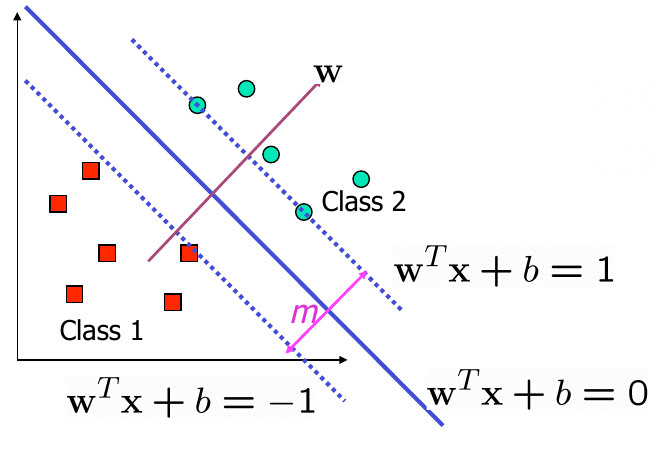 w
Class 2
w^T x + b = 1
m
Class 1
w^T x + b = −1
w^T x + b = 0